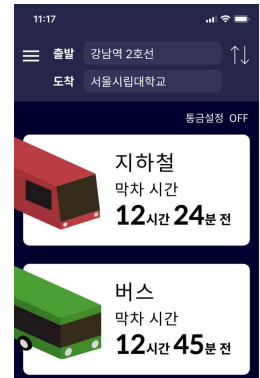 11:17
출발 강남역 2호선
도착 서울시립대학교
통금설정 OFF
지하철
막차 시간
12시간 24분 전
버스
막차 시간
12시간 45분 전